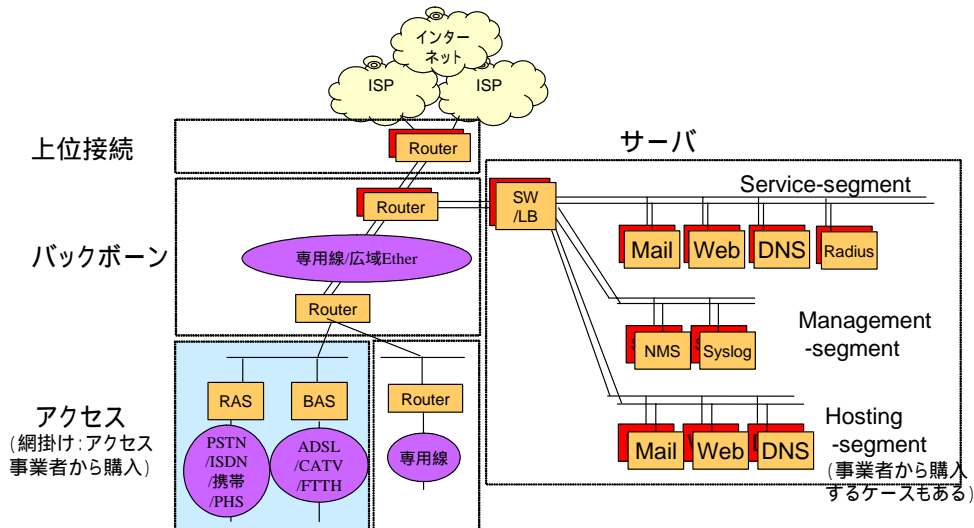 インター
ネット
ISP
ISP
上位接続
Router
サーバ
Router
SW
/LB
Service-segment
Mail
Web
DNS
Radius
バックボーン
専用線/広域Ether
Router
Management
-segment
NMS
Syslog
アクセス
(網掛け:アクセス
事業者から購入)
RAS
BAS
Router
PSTN
/ISDN
/携帯
/PHS
ADSL
/CATV
/FTTH
専用線
Mail
Web
DNS
Hosting
-segment
(事業者から購入
するケースもある)